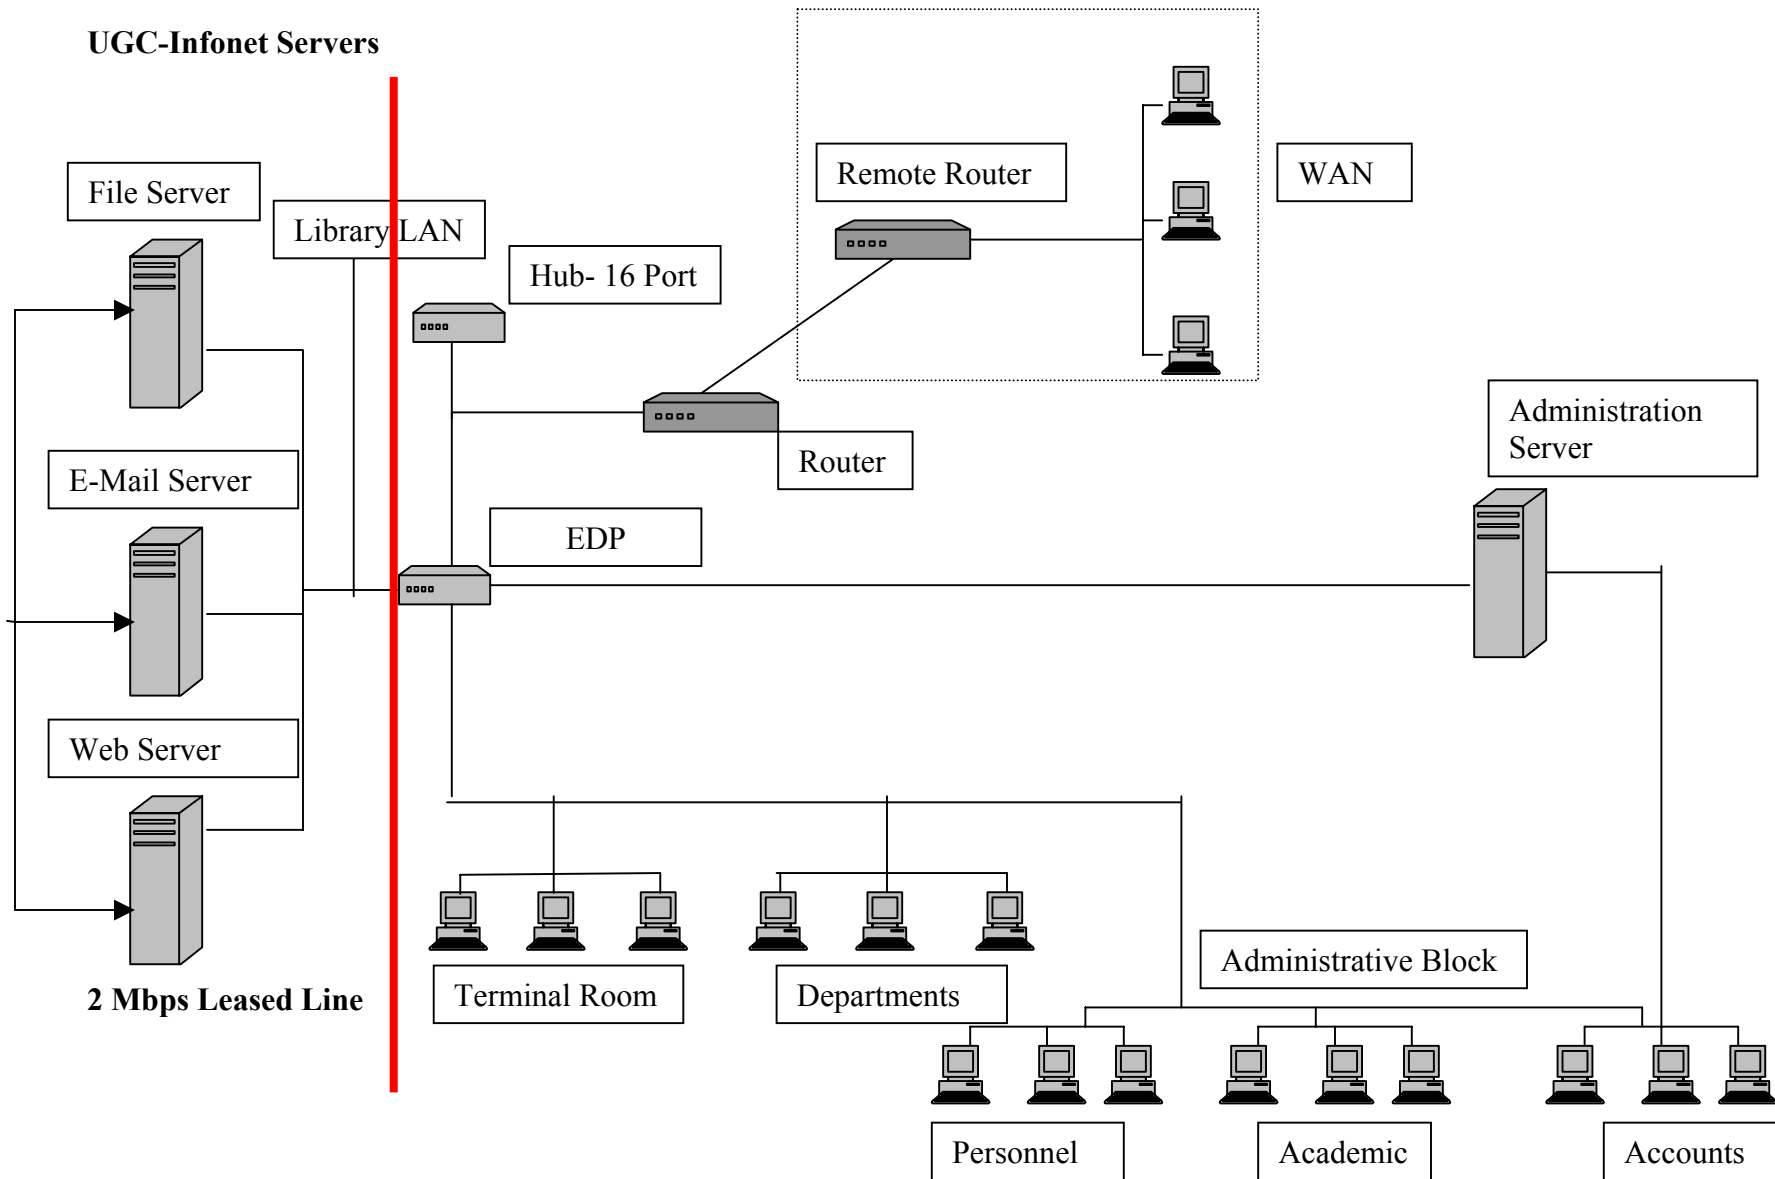 UGC-Infonet Servers
File Server
Library LAN
Remote Router
WAN
Hub- 16 Port
Administration
Server
Router
E-Mail Server
EDP
Web Server
Administrative Block
2 Mbps Leased Line
Terminal Room
Departments
Personnel
Academic
Accounts